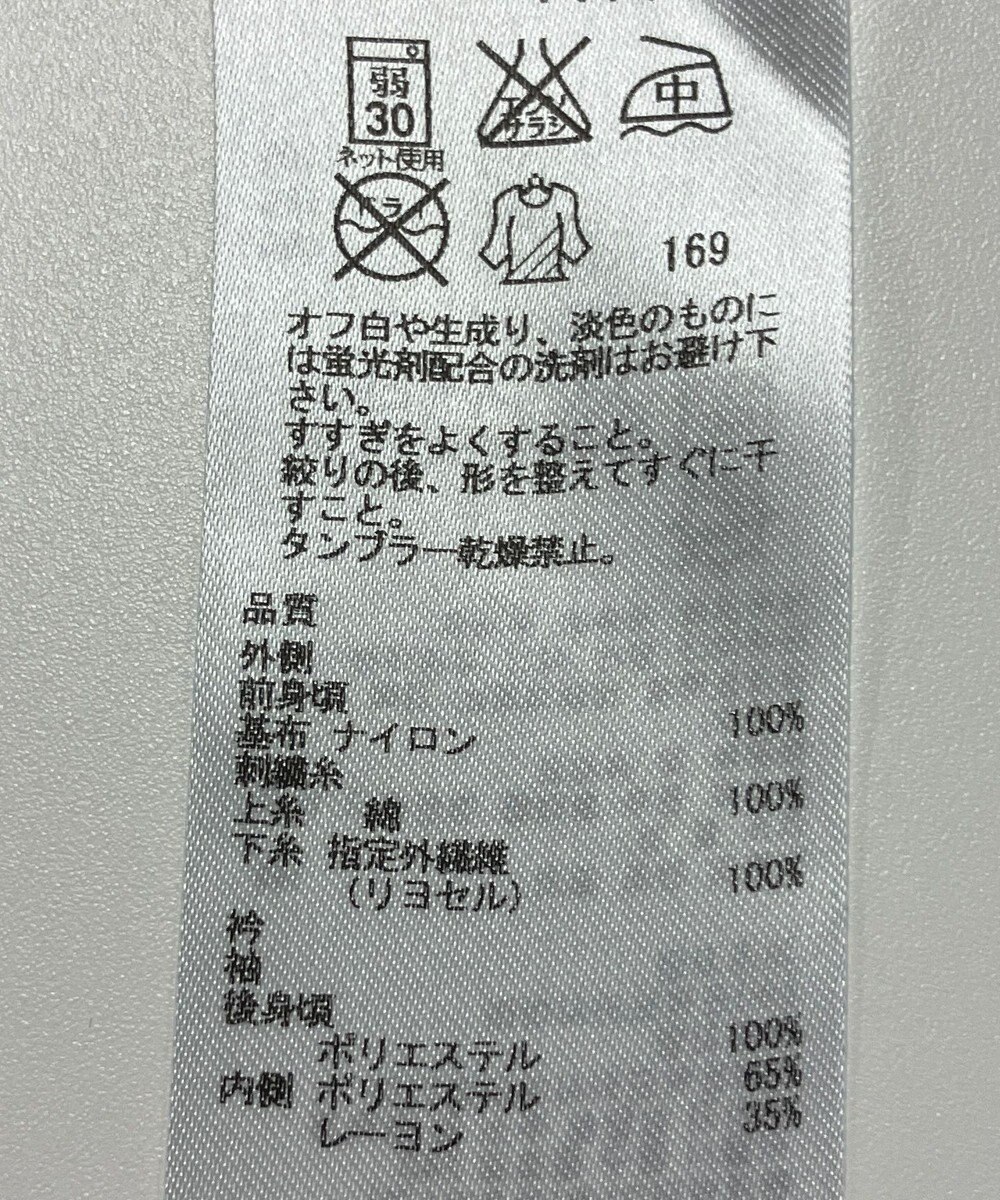 弱
30
ネット使用
エンソ
サラシ
中
ドライ
169
オフ白や生成り、淡色のものに
は蛍光剤配合の洗剤はお避け下
さい。
すすぎをよくすること。
絞りの後、形を整えてすぐに干
すこと。
タンブラー乾燥禁止。
品質
外側
前身頃
基布 ナイロン 100%
刺繍糸
上糸 綿 100%
下糸 指定外繊維
(リヨセル) 100%
衿
袖
後身頃
ポリエステル 100%
内側 ポリエステル 65%
レーヨン 35%